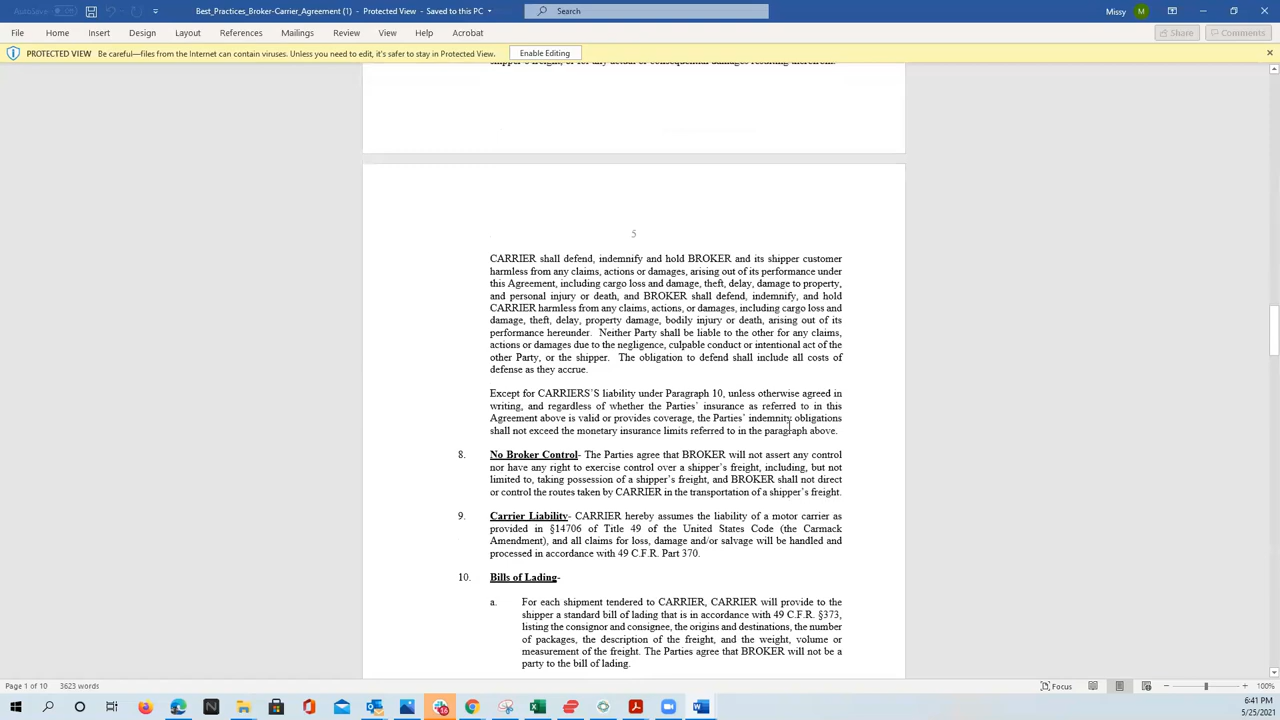 AutoSave Off
Best_Practices_Broker-Carrier_Agreement (1) - Protected View - Saved to this PC
Search
Missy M
File Home Insert Design Layout References Mailings Review View Help Acrobat
Share Comments
PROTECTED VIEW Be careful—files from the Internet can contain viruses. Unless you need to edit, it's safer to stay in Protected View. Enable Editing
shipper's freight, or for any actual or consequential damages resulting therefrom.
5
CARRIER shall defend, indemnify and hold BROKER and its shipper customer
harmless from any claims, actions or damages, arising out of its performance under
this Agreement, including cargo loss and damage, theft, delay, damage to property,
and personal injury or death, and BROKER shall defend, indemnify, and hold
CARRIER harmless from any claims, actions, or damages, including cargo loss and
damage, theft, delay, property damage, bodily injury or death, arising out of its
performance hereunder. Neither Party shall be liable to the other for any claims,
actions or damages due to the negligence, culpable conduct or intentional act of the
other Party, or the shipper. The obligation to defend shall include all costs of
defense as they accrue.
Except for CARRIERS'S liability under Paragraph 10, unless otherwise agreed in
writing, and regardless of whether the Parties' insurance as referred to in this
Agreement above is valid or provides coverage, the Parties' indemnity obligations
shall not exceed the monetary insurance limits referred to in the paragraph above.
8. No Broker Control- The Parties agree that BROKER will not assert any control
nor have any right to exercise control over a shipper's freight, including, but not
limited to, taking possession of a shipper's freight, and BROKER shall not direct
or control the routes taken by CARRIER in the transportation of a shipper's freight.
9. Carrier Liability- CARRIER hereby assumes the liability of a motor carrier as
provided in §14706 of Title 49 of the United States Code (the Carmack
Amendment), and all claims for loss, damage and/or salvage will be handled and
processed in accordance with 49 C.F.R. Part 370.
10. Bills of Lading-
a. For each shipment tendered to CARRIER, CARRIER will provide to the
shipper a standard bill of lading that is in accordance with 49 C.F.R. §373,
listing the consignor and consignee, the origins and destinations, the number
of packages, the description of the freight, and the weight, volume or
measurement of the freight. The Parties agree that BROKER will not be a
party to the bill of lading.
Page 1 of 10 3623 words
Focus
100%
16
6:41 PM
5/25/2021